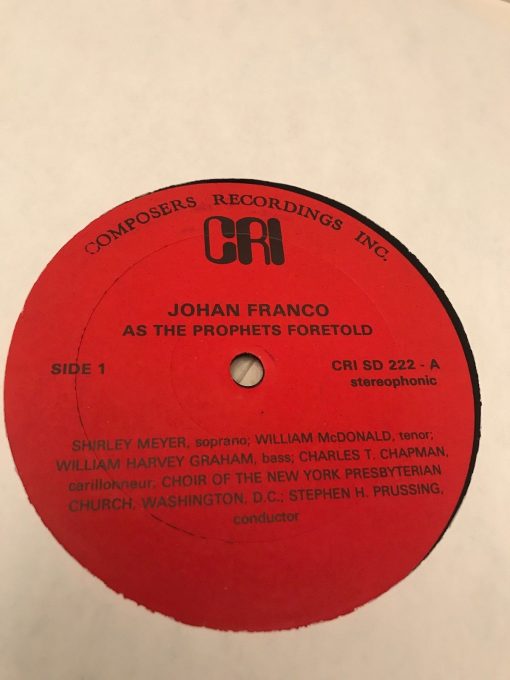 COMPOSERS RECORDINGS INC.
CRI
JOHAN FRANCO
AS THE PROPHETS FORETOLD
SIDE 1
CRI SD 222 - A
stereophonic
SHIRLEY MEYER, soprano; WILLIAM McDONALD, tenor;
WILLIAM HARVEY GRAHAM, bass; CHARLES T. CHAPMAN,
carillonneur; CHOIR OF THE NEW YORK PRESBYTERIAN
CHURCH, WASHINGTON, D.C.; STEPHEN H. PRUSSING,
conductor